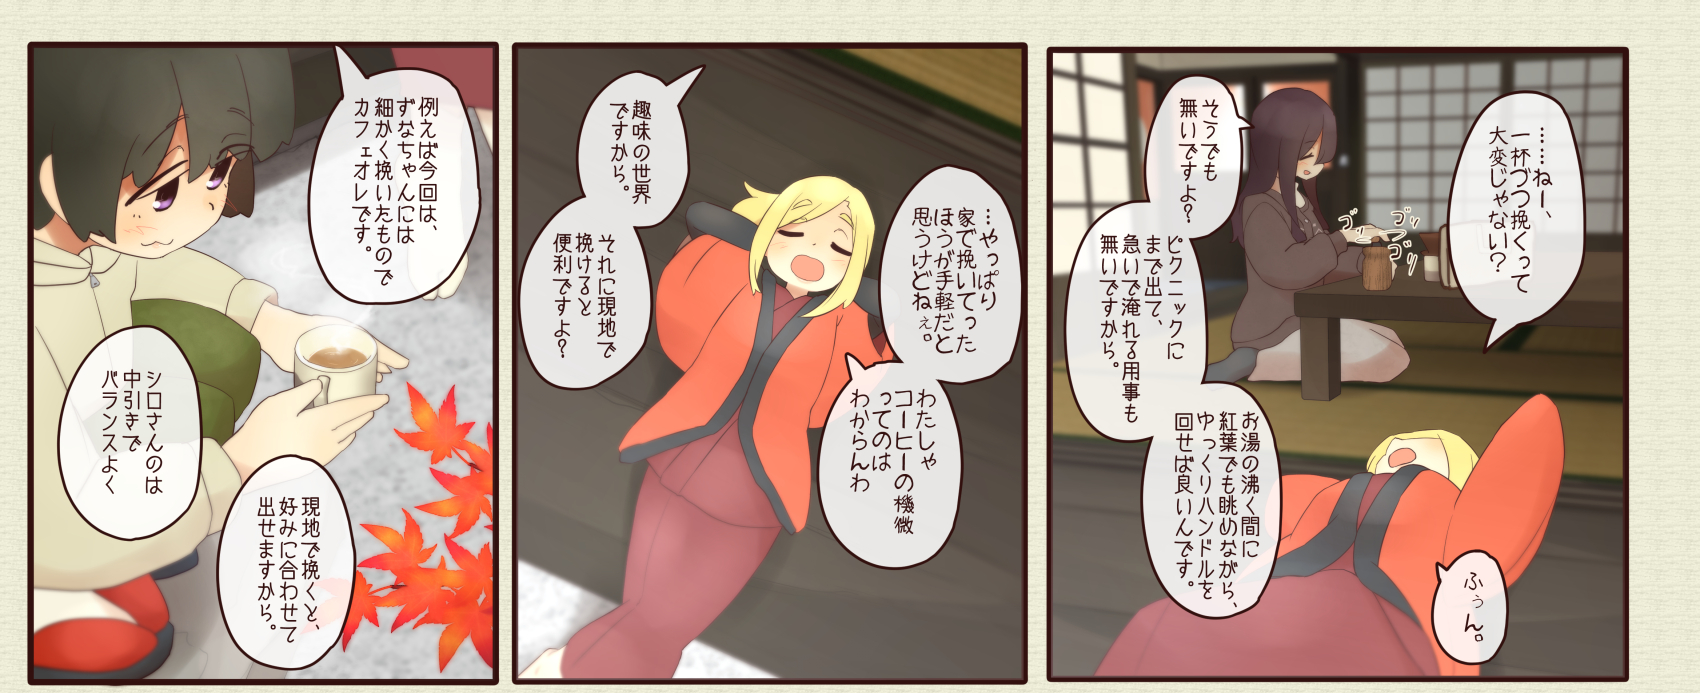 ……ねー、
一杯づつ挽くって
大変じゃない？
そうでも
無いですよ？
ピクニックに
まで出て、
急いで淹れる用事も
無いですから。
ゴリ
ゴリ
ゴリ
お湯の沸く間に
紅葉でも眺めながら、
ゆっくりハンドルを
回せば良いんです。
ふぅん。
…やっぱり
家で挽いてった
ほうが手軽だと
思うけどねぇ。
わたしゃ
コーヒーの機微
ってのは
わからんわ
趣味の世界
ですから。
それに現地で
挽けると
便利ですよ？
例えば今回は、
ずなちゃんには
細かく挽いたもので
カフェオレです。
シロさんのは
中引きで
バランスよく
現地で挽くと、
好みに合わせて
出せますから。